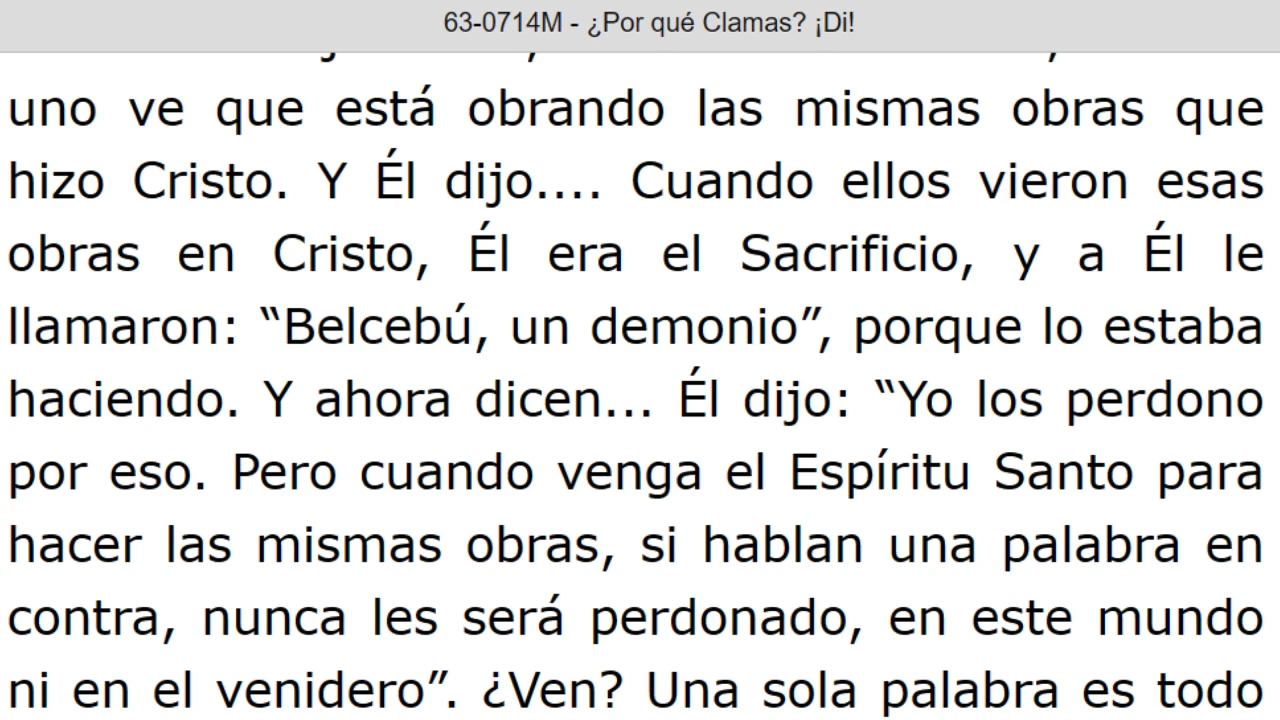 63-0714M - ¿Por qué Clamas? ¡Di!
uno ve que está obrando las mismas obras que
hizo Cristo. Y Él dijo.... Cuando ellos vieron esas
obras en Cristo, Él era el Sacrificio, y a Él le
llamaron: “Belcebú, un demonio”, porque lo estaba
haciendo. Y ahora dicen... Él dijo: “Yo los perdono
por eso. Pero cuando venga el Espíritu Santo para
hacer las mismas obras, si hablan una palabra en
contra, nunca les será perdonado, en este mundo
ni en el venidero”. ¿Ven? Una sola palabra es todo